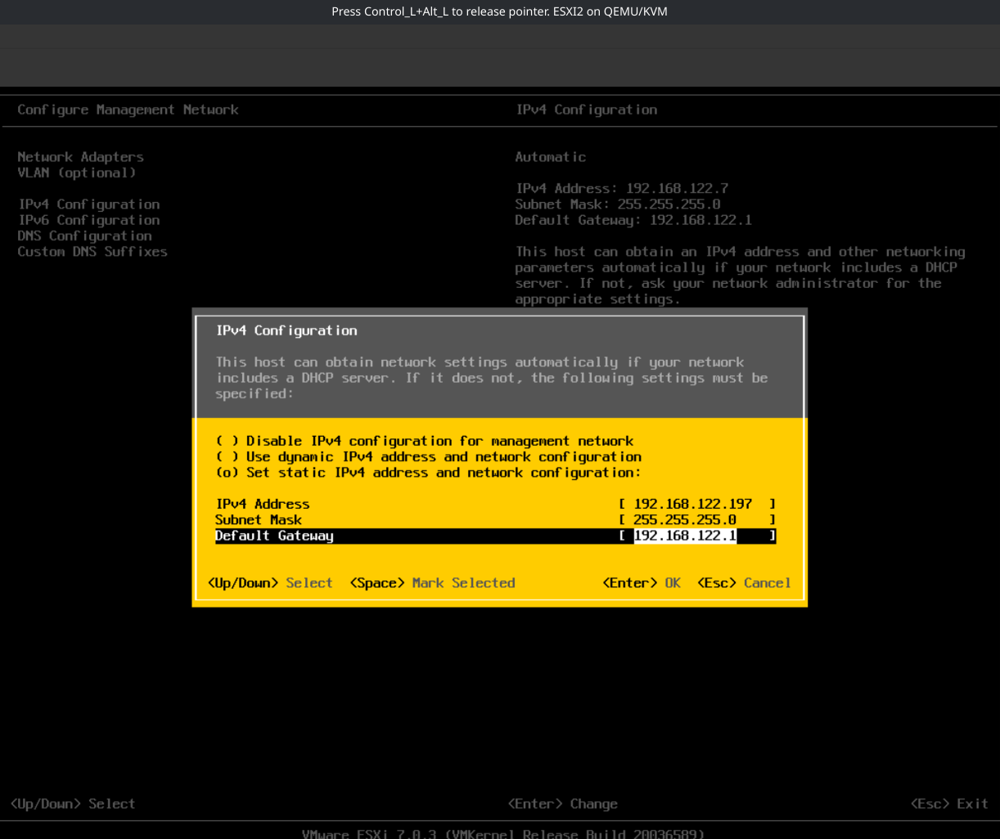 Press Control_L+Alt_L to release pointer. ESXI2 on QEMU/KVM
Configure Management Network
IPv4 Configuration
Network Adapters
VLAN (optional)
IPv4 Configuration
IPv6 Configuration
DNS Configuration
Custom DNS Suffixes
Automatic
IPv4 Address: 192.168.122.7
Subnet Mask: 255.255.255.0
Default Gateway: 192.168.122.1
This host can obtain an IPv4 address and other networking
parameters automatically if your network includes a DHCP
server. If not, ask your network administrator for the
appropriate settings.
IPv4 Configuration
This host can obtain network settings automatically if your network
includes a DHCP server. If it does not, the following settings must be
specified:
( ) Disable IPv4 configuration for management network
( ) Use dynamic IPv4 address and network configuration
(o) Set static IPv4 address and network configuration:
IPv4 Address [ 192.168.122.197 ]
Subnet Mask [ 255.255.255.0 ]
Default Gateway [ 192.168.122.1 ]
<Up/Down> Select <Space> Mark Selected <Enter> OK <Esc> Cancel
<Up/Down> Select <Enter> Change <Esc> Exit
VMware ESXi 7.0.3 (VMKernel Release Build 20036589)